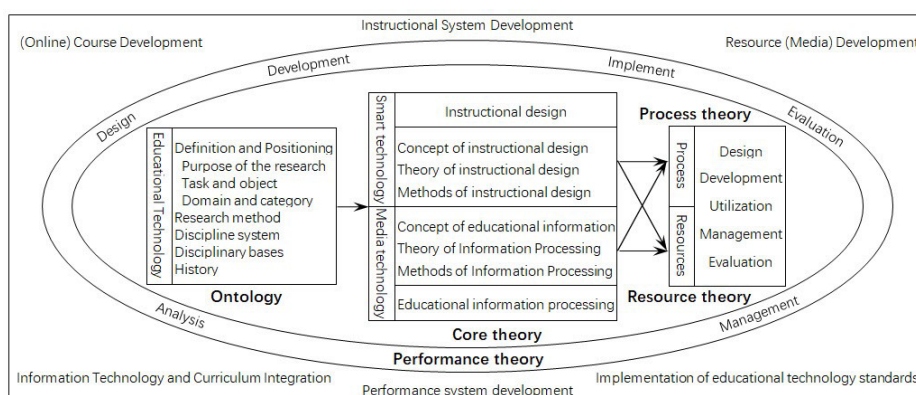 Instructional System Development
(Online) Course Development
Resource (Media) Development
Development
Implement
Design
Evaluation
Educational Technology
Definition and Positioning
Purpose of the research
Task and object
Domain and category
Research method
Discipline system
Disciplinary bases
History
Ontology
Smart technology
Media technology
Instructional design
Concept of instructional design
Theory of instructional design
Methods of instructional design
Concept of educational information
Theory of Information Processing
Methods of Information Processing
Educational information processing
Core theory
Process theory
Process
Resources
Design
Development
Utilization
Management
Evaluation
Resource theory
Analysis
Management
Performance theory
Information Technology and Curriculum Integration
Performance system development
Implementation of educational technology standards